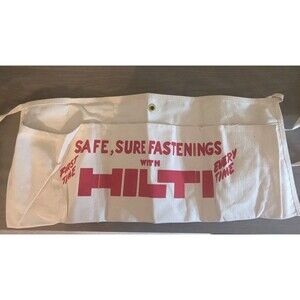 SAFE, SURE FASTENINGS
WITH
FIRST
TIME
HILTI
EVERY
TIME